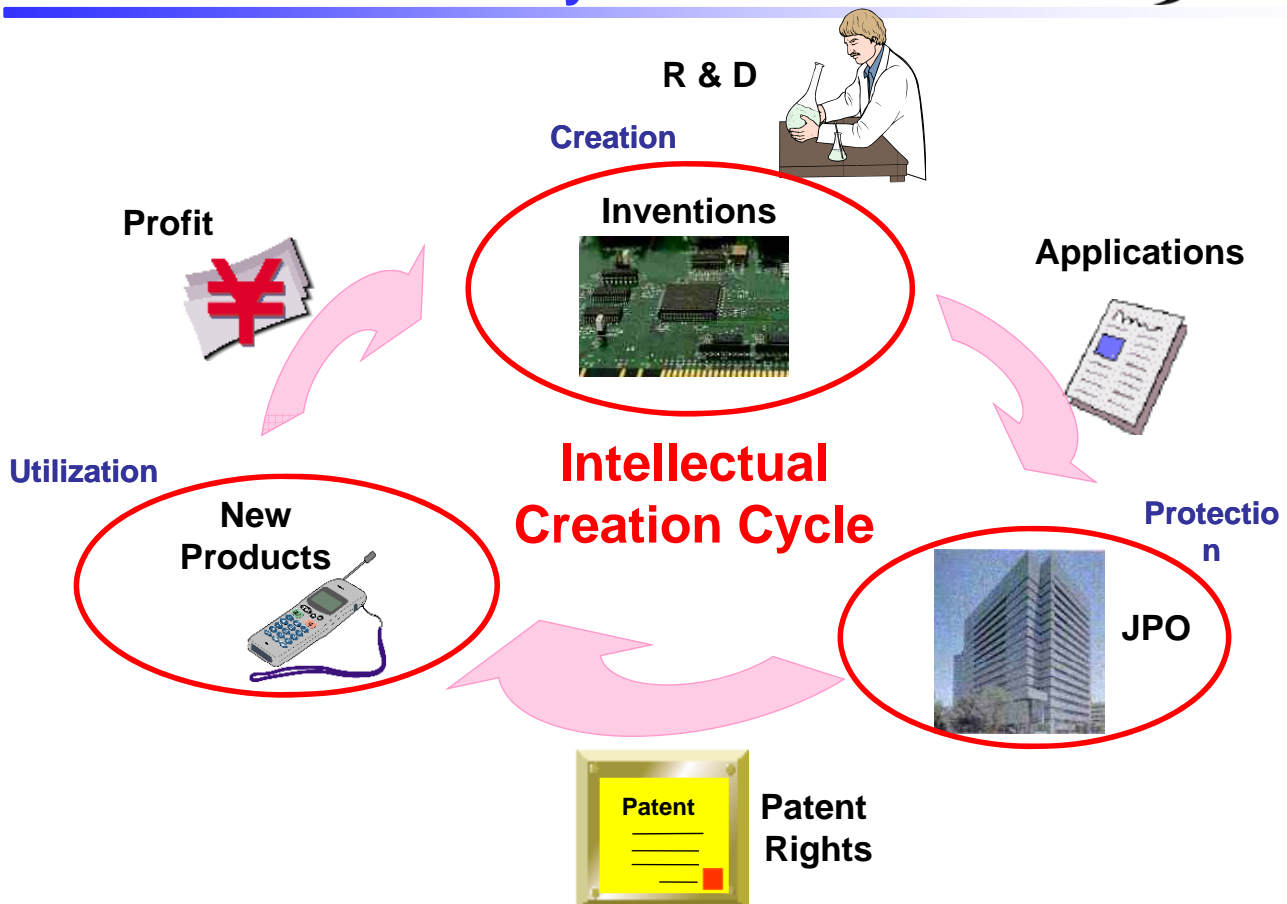 R & D
Creation
Inventions
Profit
¥
Applications
Intellectual
Creation Cycle
Utilization
New
Products
Protectio
n
JPO
Patent
Patent
Rights